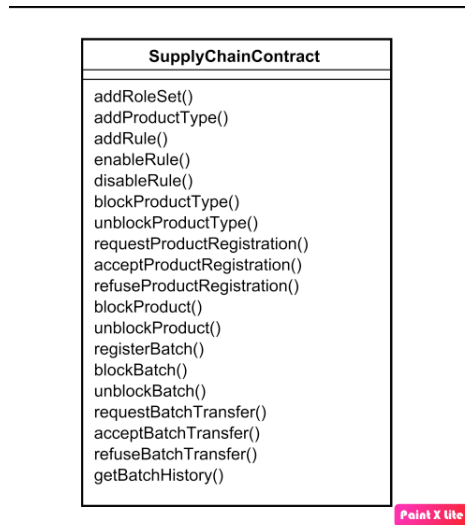 SupplyChainContract
addRoleSet()
addProductType()
addRule()
enableRule()
disableRule()
blockProductType()
unblockProductType()
requestProductRegistration()
acceptProductRegistration()
refuseProductRegistration()
blockProduct()
unblockProduct()
registerBatch()
blockBatch()
unblockBatch()
requestBatchTransfer()
acceptBatchTransfer()
refuseBatchTransfer()
getBatchHistory()
Paint X Lite